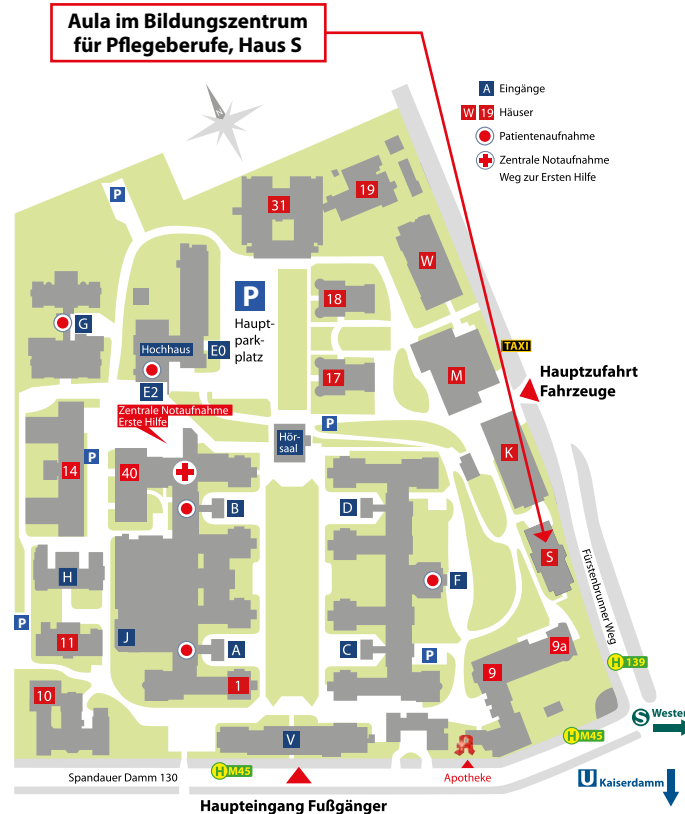 Aula im Bildungszentrum
für Pflegeberufe, Haus S
N
A Eingänge
W 19 Häuser
Patientenaufnahme
Zentrale Notaufnahme
Weg zur Ersten Hilfe
P
31
19
W
P
Haupt-
park-
platz
18
G
Hochhaus
E0
E2
17
M
TAXI
Hauptzufahrt
Fahrzeuge
Zentrale Notaufnahme
Erste Hilfe
P
Hör-
saal
K
14
P
40
B
D
S
H
F
Fürstenbrunner Weg
P
11
J
A
C
P
9a
9
H 139
10
1
V
S Westen
H M45
H M45
A
Spandauer Damm 130
Apotheke
U Kaiserdamm
Haupteingang Fußgänger